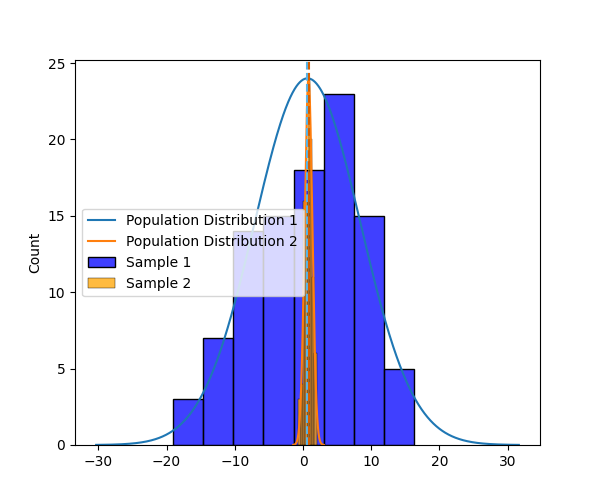 25
20
15
10
5
0
Count
Population Distribution 1
Population Distribution 2
Sample 1
Sample 2
−30
−20
−10
0
10
20
30